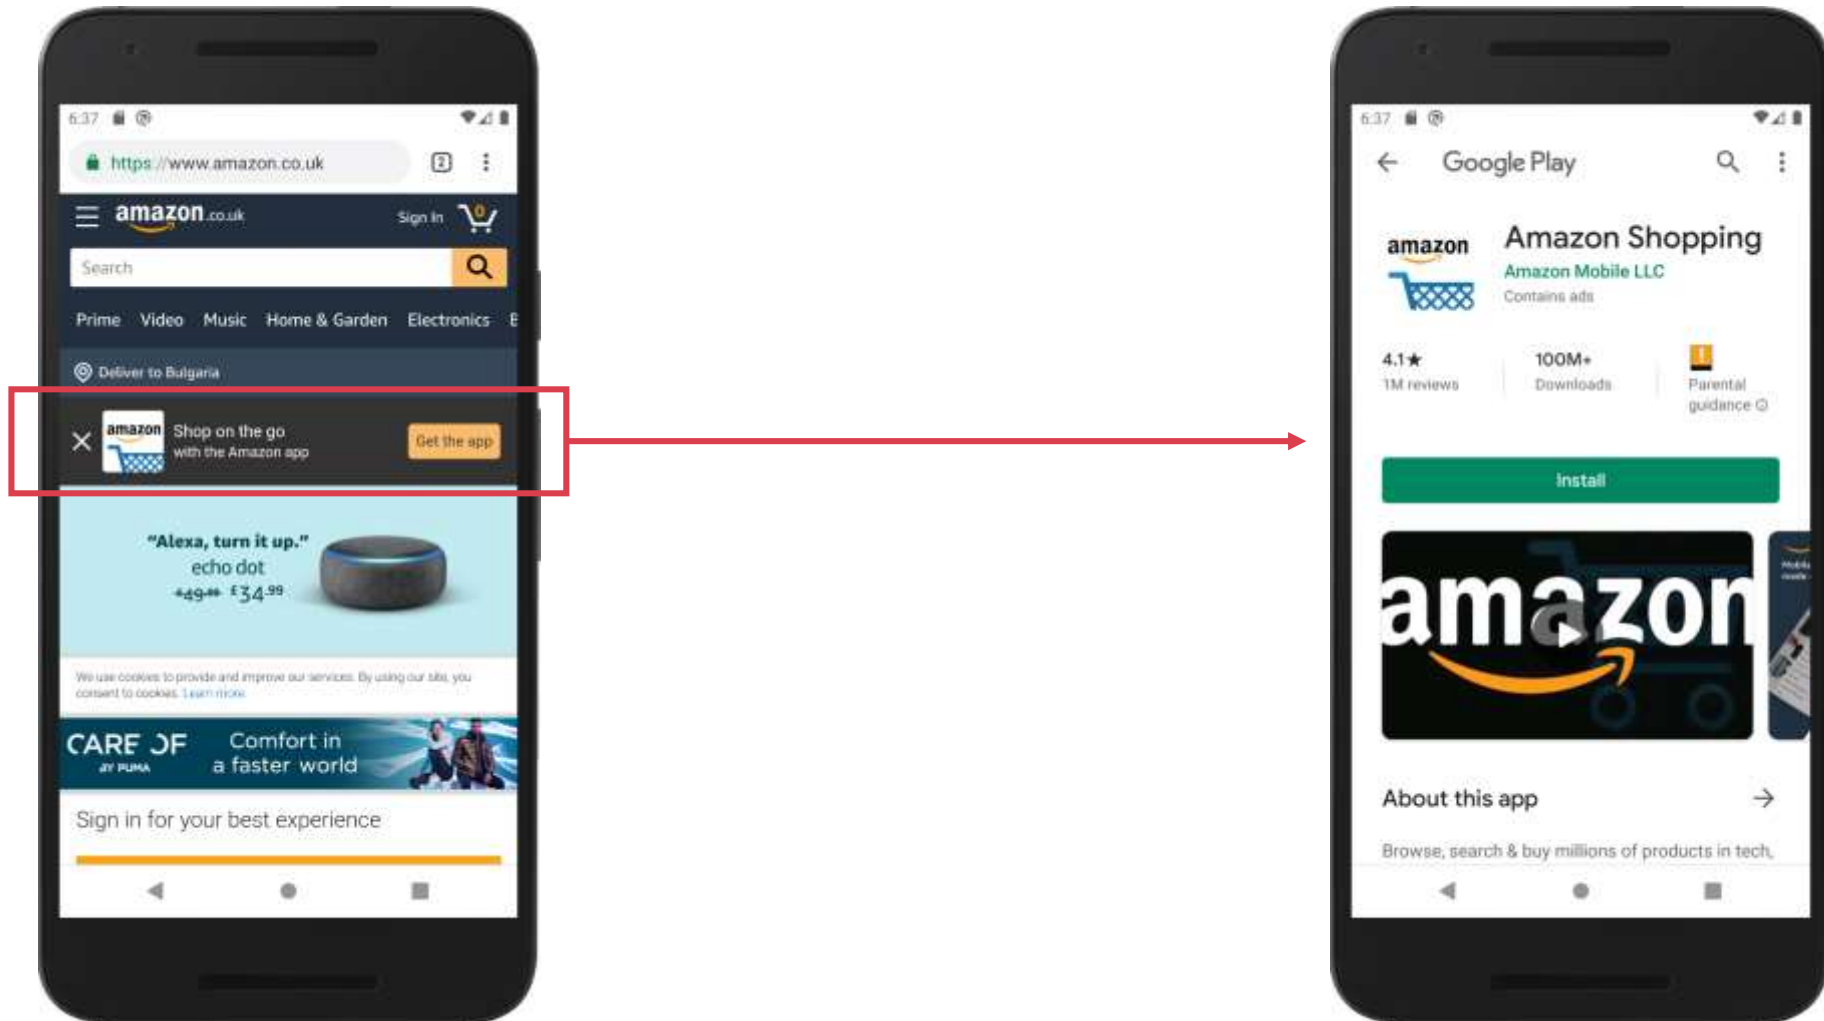 6:37
https://www.amazon.co.uk
2
amazon.co.uk
Sign In
0
Search
Prime Video Music Home & Garden Electronics
Deliver to Bulgaria
amazon
Shop on the go
with the Amazon app
Get the app
"Alexa, turn it up."
echo dot
£34.99
We use cookies to provide and improve our services. By using our site, you
consent to cookies. Learn more
CARE OF
BY PUMA
Comfort in
a faster world
Sign in for your best experience
6:37
Google Play
amazon
Amazon Shopping
Amazon Mobile LLC
Contains ads
4.1★
1M reviews
100M+
Downloads
Parental
guidance
Install
amazon
About this app
Browse, search & buy millions of products in tech,